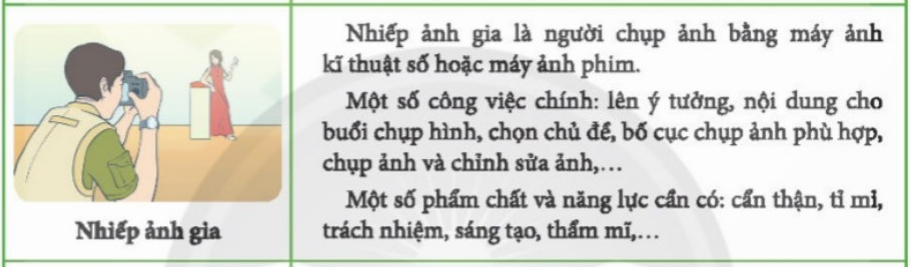 Nhiếp ảnh gia là người chụp ảnh bằng máy ảnh
kĩ thuật số hoặc máy ảnh phim.
Một số công việc chính: lên ý tưởng, nội dung cho
buổi chụp hình, chọn chủ đề, bố cục chụp ảnh phù hợp,
chụp ảnh và chỉnh sửa ảnh,...
Một số phẩm chất và năng lực cần có: cẩn thận, tỉ mỉ,
trách nhiệm, sáng tạo, thẩm mĩ,...
Nhiếp ảnh gia